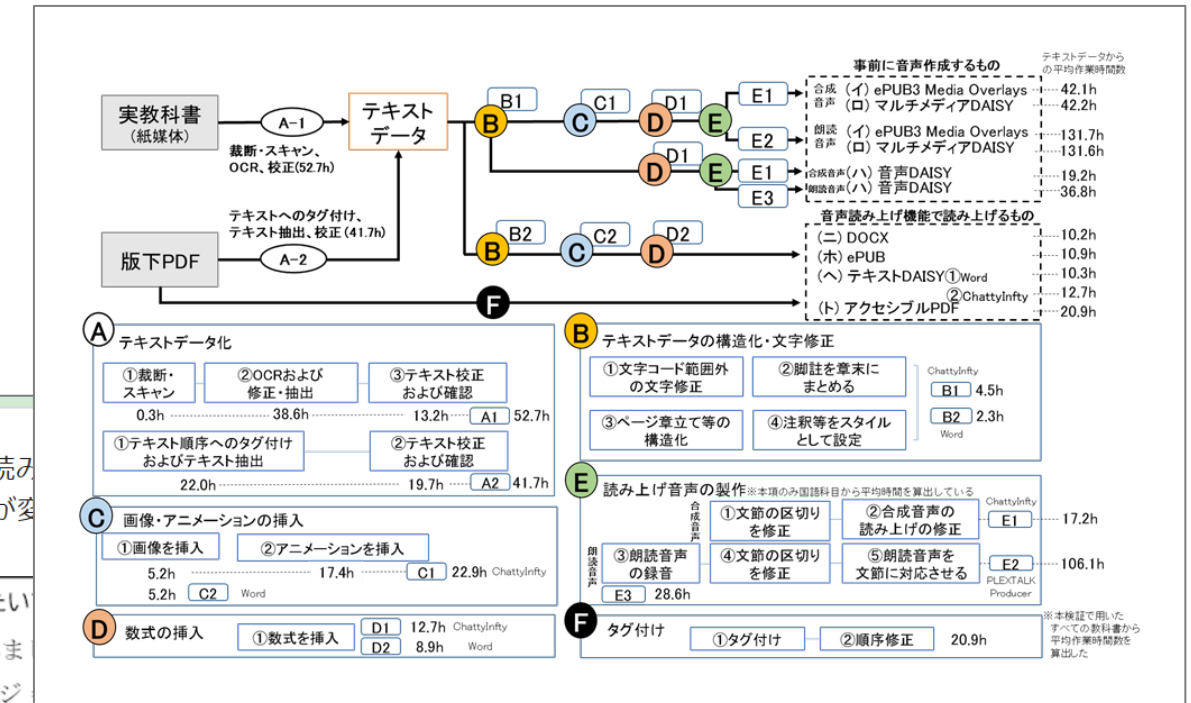 テキストデータから
の平均作業時間数
事前に音声作成するもの
実教科書
(紙媒体)
A-1
裁断・スキャン、
OCR、校正(52.7h)
テキスト
データ
B
B1
C
C1
D
D1
E
E1
E2
合成
音声
(イ) ePUB3 Media Overlays
42.1h
(ロ) マルチメディアDAISY
42.2h
朗読
音声
(イ) ePUB3 Media Overlays
131.7h
(ロ) マルチメディアDAISY
131.6h
D
D1
E
E1
E3
合成音声(ハ) 音声DAISY
19.2h
朗読音声(ハ) 音声DAISY
36.8h
テキストへのタグ付け、
テキスト抽出、校正(41.7h)
版下PDF
A-2
B
B2
C
C2
D
D2
音声読み上げ機能で読み上げるもの
(ニ) DOCX
10.2h
(ホ) ePUB
10.9h
(ヘ) テキストDAISY①Word
10.3h
②ChattyInfty
12.7h
(ト) アクセシブルPDF
20.9h
F
A
テキストデータ化
①裁断・
スキャン
②OCRおよび
修正・抽出
③テキスト校正
および確認
0.3h
38.6h
13.2h
A1
52.7h
①テキスト順序へのタグ付け
およびテキスト抽出
②テキスト校正
および確認
22.0h
19.7h
A2
41.7h
B
テキストデータの構造化・文字修正
①文字コード範囲外
の文字修正
②脚註を章末に
まとめる
③ページ章立て等の
構造化
④注釈等をスタイル
として設定
ChattyInfty
B1
4.5h
B2
2.3h
Word
C
画像・アニメーションの挿入
①画像を挿入
②アニメーションを挿入
5.2h
17.4h
C1
22.9h ChattyInfty
5.2h
C2
Word
D
数式の挿入
①数式を挿入
D1
12.7h ChattyInfty
D2
8.9h Word
E
読み上げ音声の製作※本項のみ国語科目から平均時間を算出している
合成音声
①文節の区切り
を修正
②合成音声の
読み上げの修正
ChattyInfty
E1
17.2h
朗読音声
③朗読音声
の録音
④文節の区切り
を修正
⑤朗読音声を
文節に対応させる
E2
106.1h
PLEXTALK
Producer
E3
28.6h
F
タグ付け
①タグ付け
②順序修正
20.9h
※本検証で用いた
すべての教科書から
平均作業時間数を
算出した
読み
が変
たい
まし
ジ